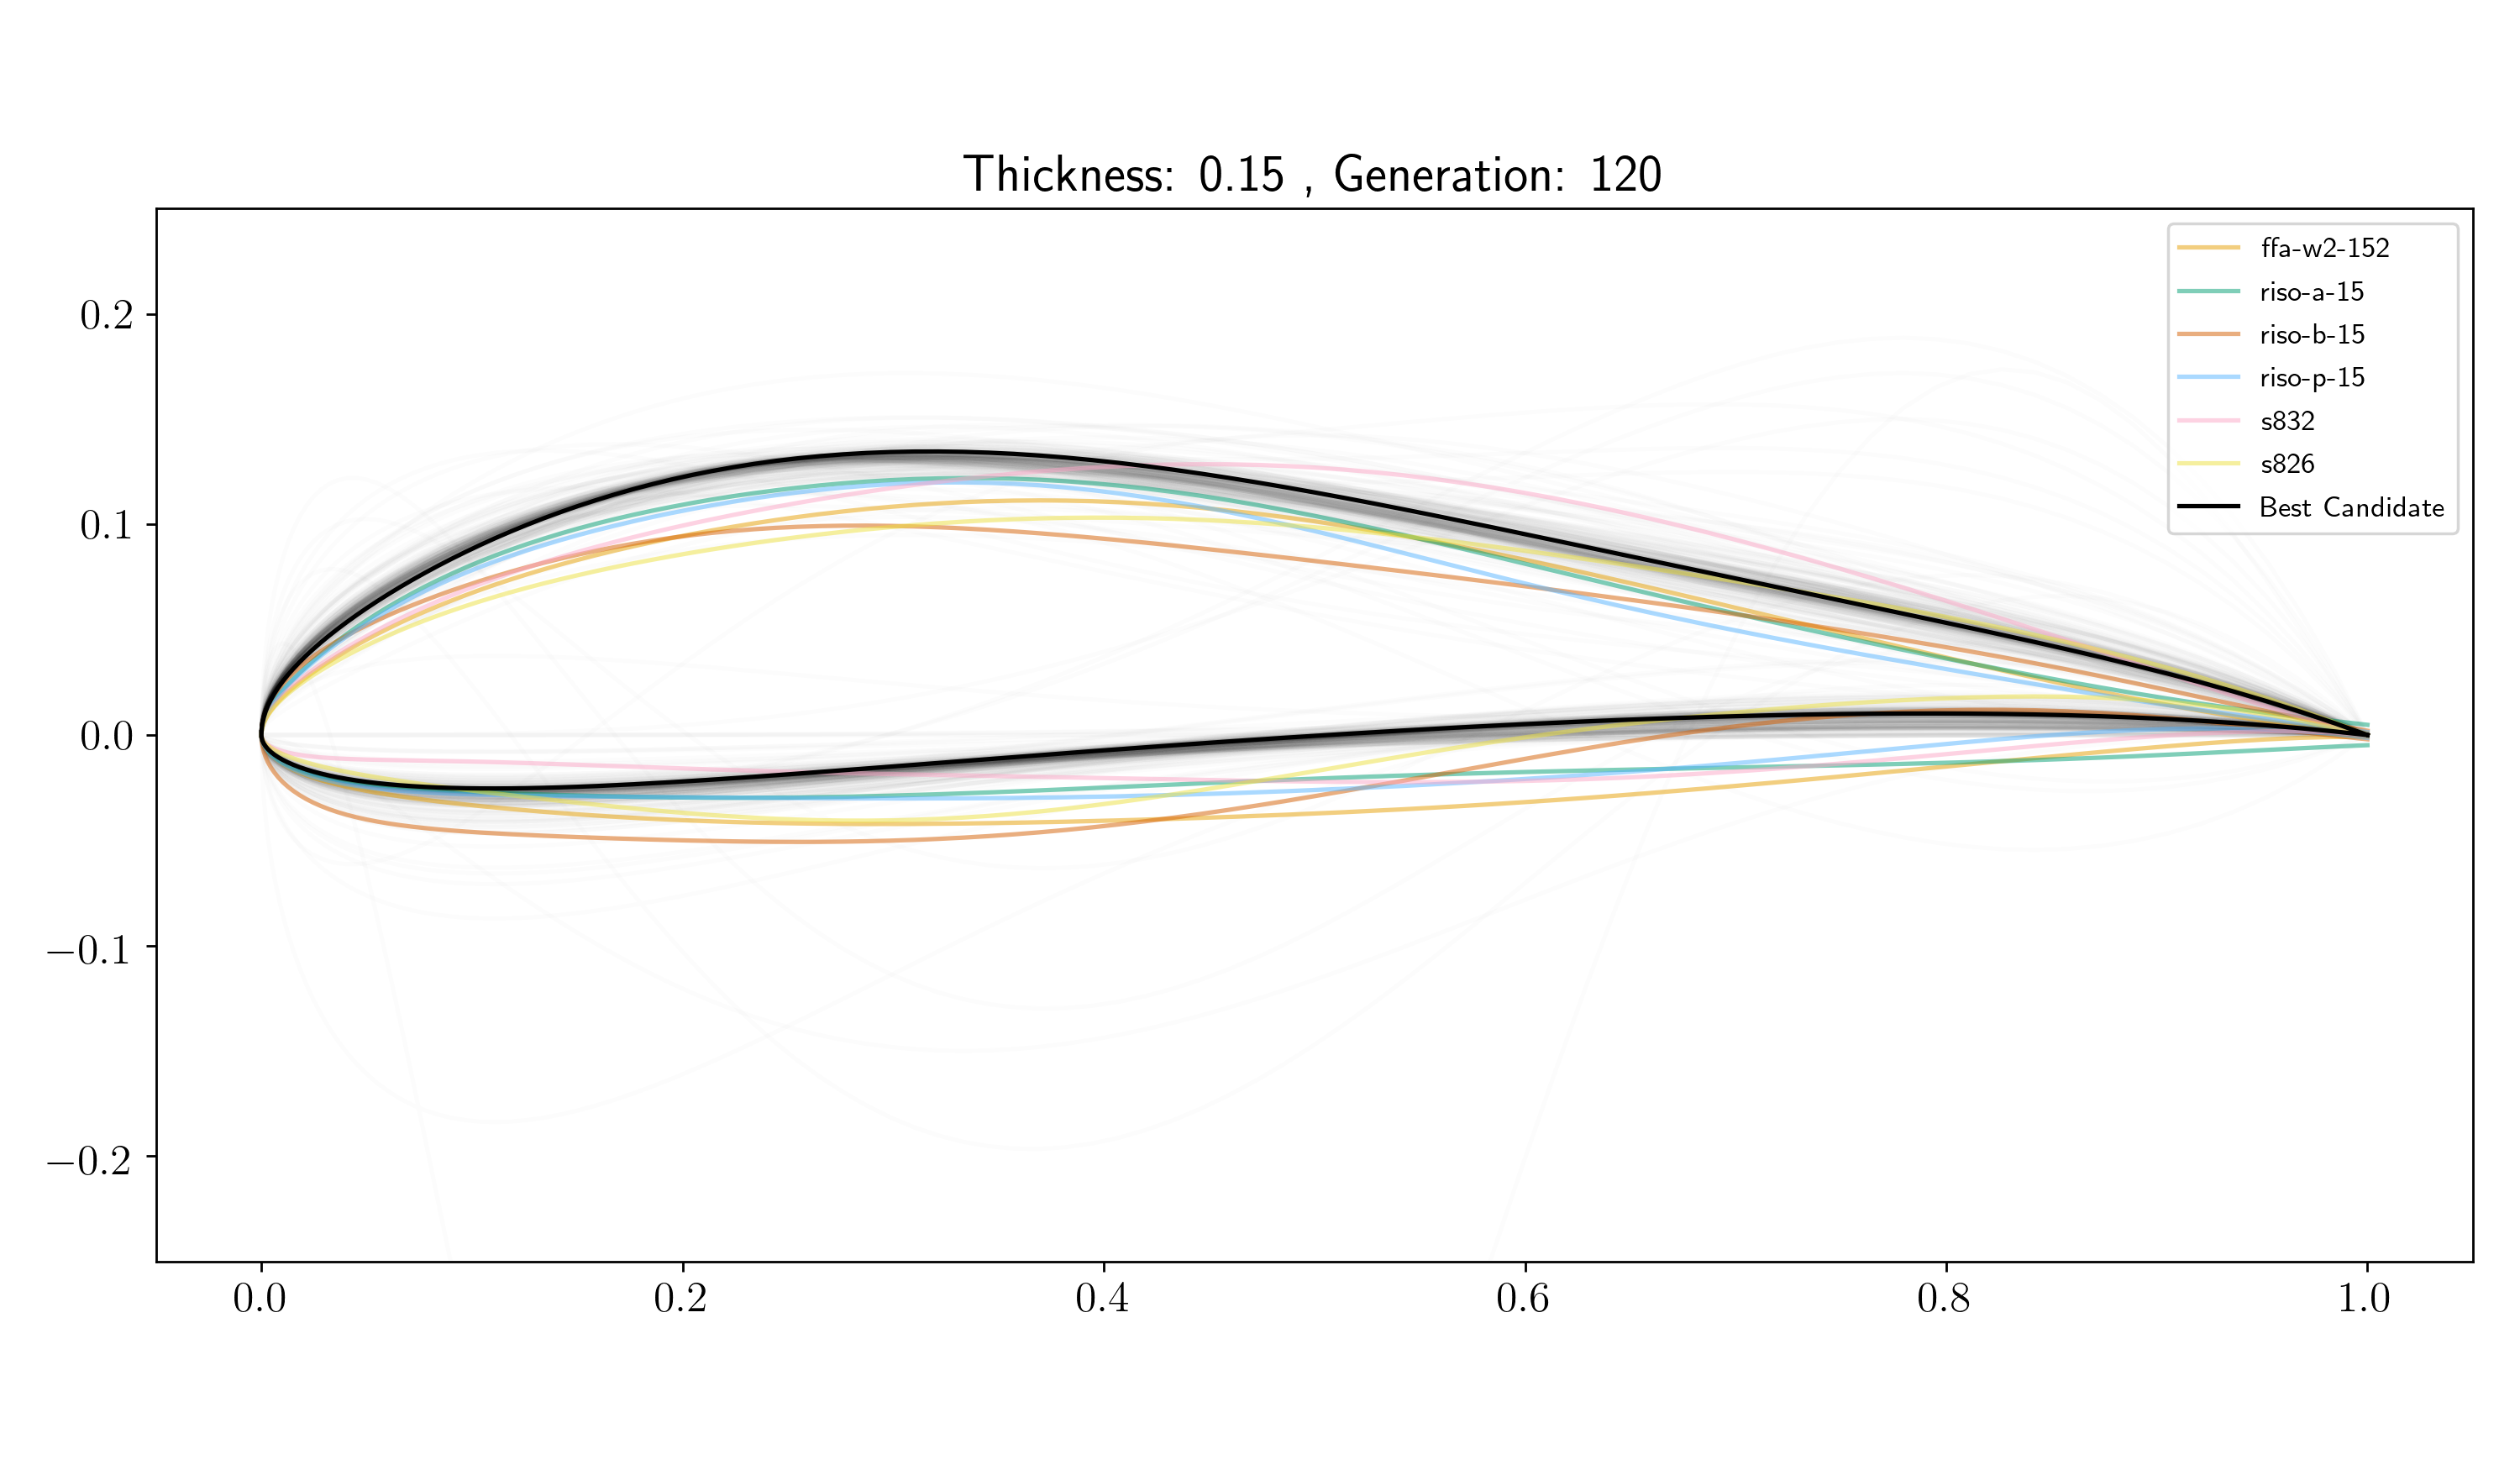 Thickness: 0.15 , Generation: 120
ffa-w2-152
riso-a-15
riso-b-15
riso-p-15
s832
s826
Best Candidate
0.2
0.1
0.0
−0.1
−0.2
0.0 0.2 0.4 0.6 0.8 1.0